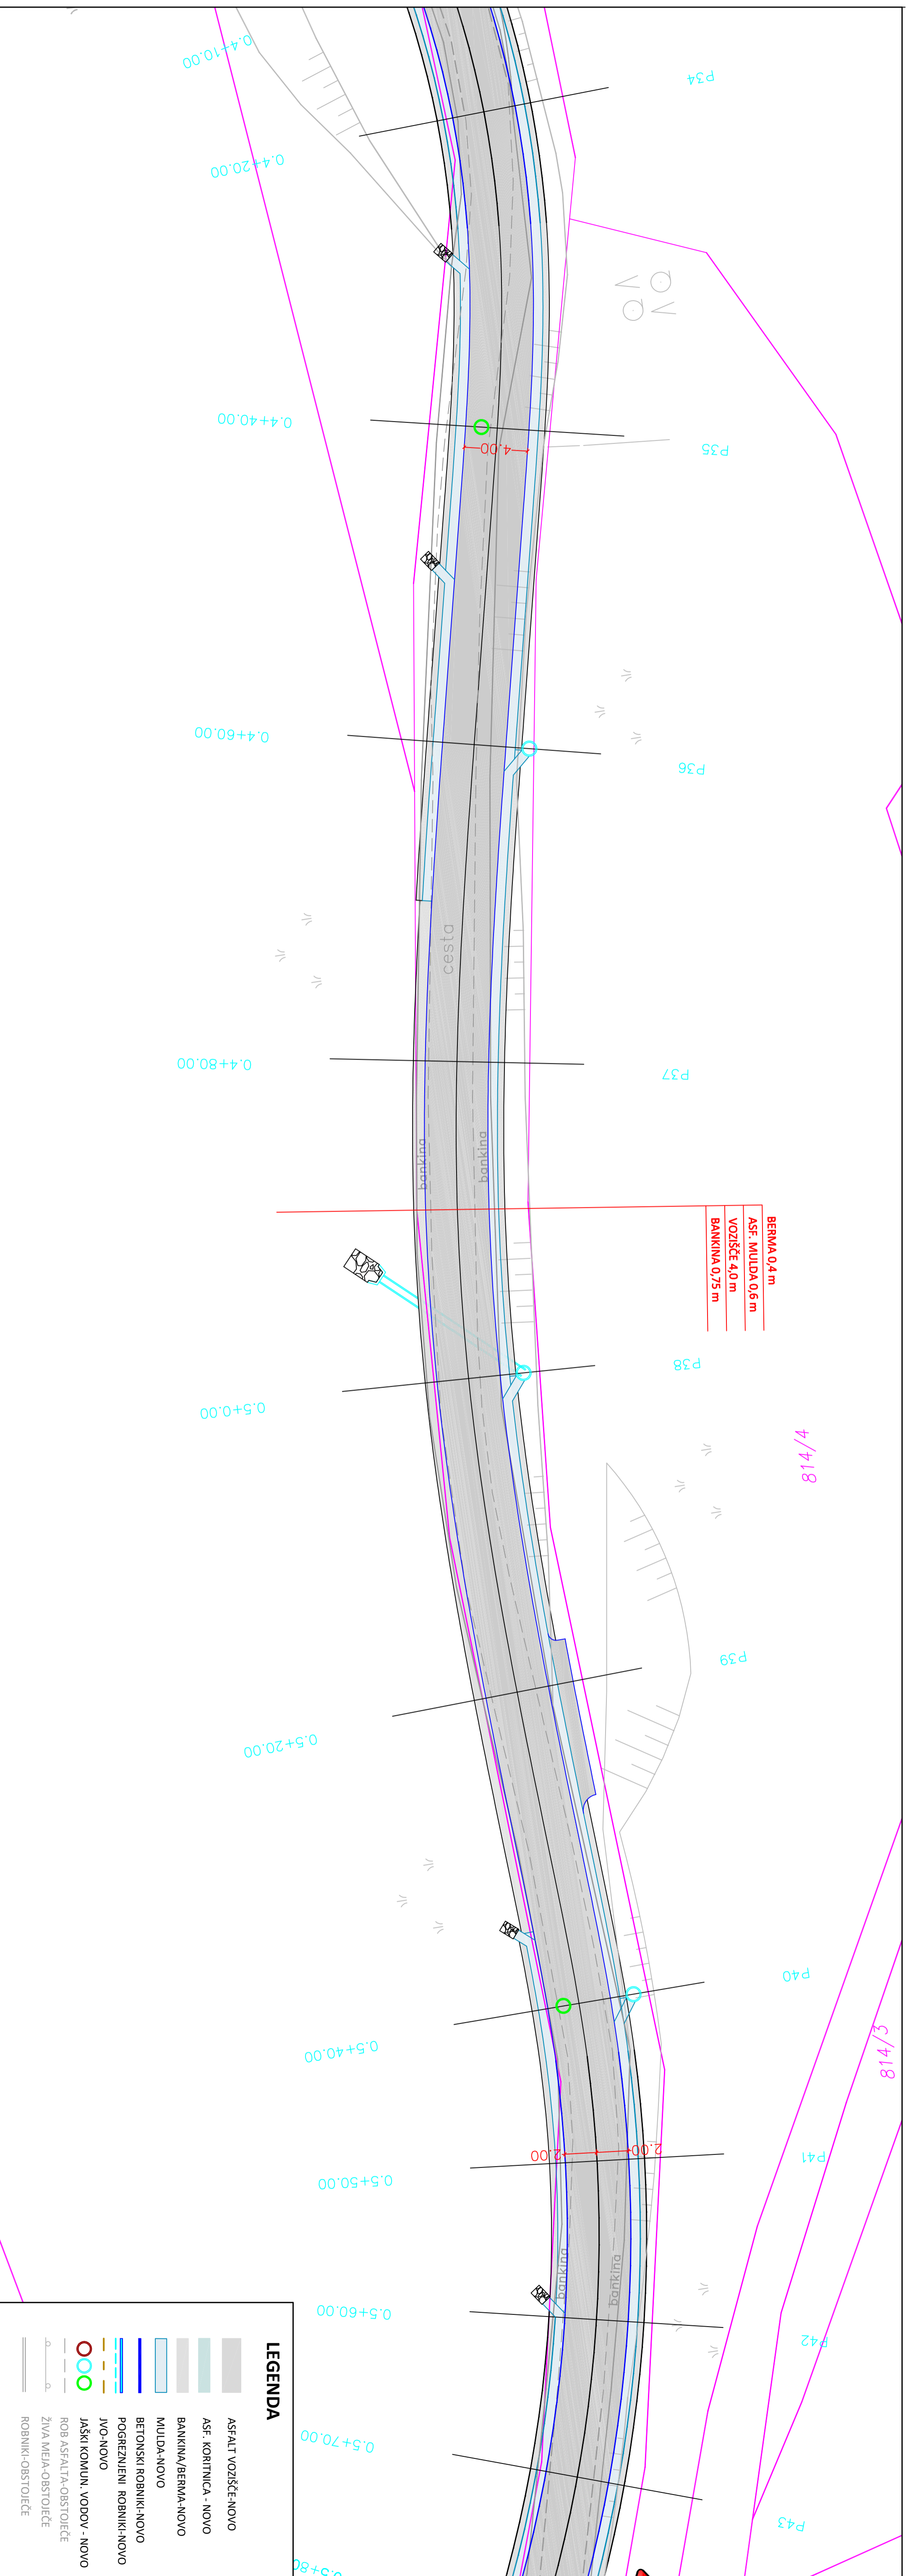 0.4+10.00
P34
0.4+20.00
0.4+40.00
P35
4.00
0.4+60.00
P36
cesta
0.4+80.00
P37
bankina
bankina
BERMA 0,4 m
ASF. MULDA 0,6 m
VOZIŠČE 4,0 m
BANKINA 0,75 m
P38
0.5+0.00
814/4
P39
0.5+20.00
P40
0.5+40.00
814/3
2.00
2.00
P41
0.5+50.00
bankina
bankina
0.5+60.00
P42
0.5+70.00
P43
LEGENDA
ASFALT VOZIŠČE-NOVO
ASF. KORITNICA - NOVO
BANKINA/BERMA-NOVO
MULDA-NOVO
BETONSKI ROBNIKI-NOVO
POGREZNJENI ROBNIKI-NOVO
JVO-NOVO
JAŠKI KOMUN. VODOV - NOVO
ROB ASFALTA-OBSTOJEČE
ŽIVA MEJA-OBSTOJEČE
ROBNIKI-OBSTOJEČE